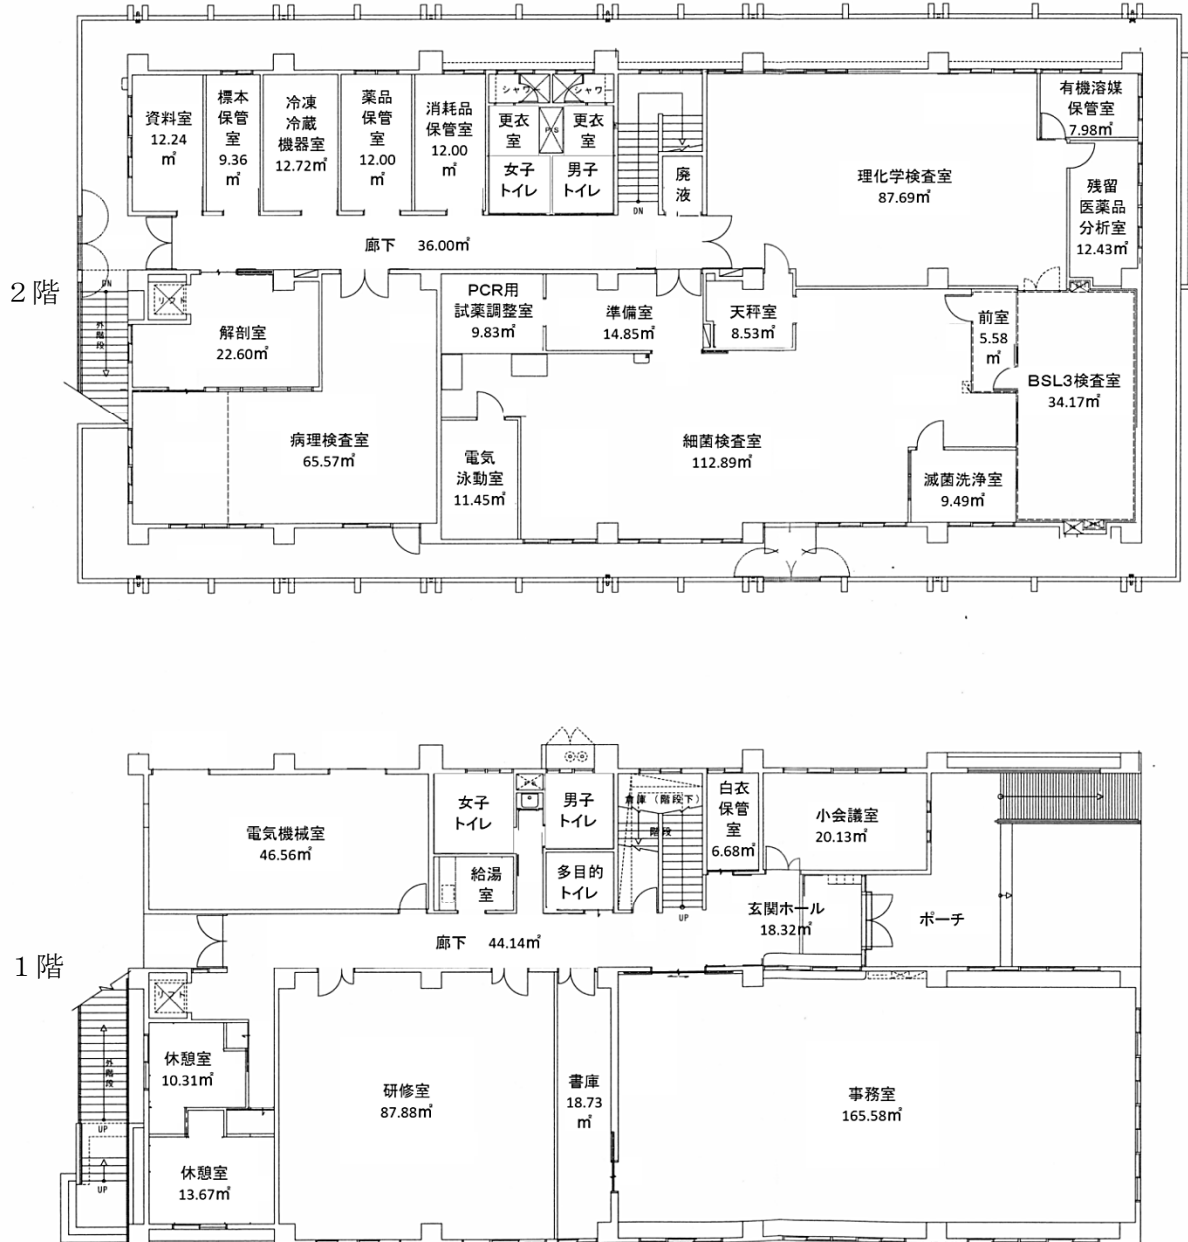 2階
資料室
12.24
㎡
標本
保管
室
9.36
㎡
冷凍
冷蔵
機器室
12.72㎡
薬品
保管
室
12.00
㎡
消耗品
保管室
12.00
㎡
シャワー
シャワー
更衣
室
PS
更衣
室
女子
トイレ
男子
トイレ
DN
廃
液
理化学検査室
87.69㎡
有機溶媒
保管室
7.98㎡
残留
医薬品
分析室
12.43㎡
廊下 36.00㎡
DN
外階段
リフト
解剖室
22.60㎡
病理検査室
65.57㎡
PCR用
試薬調整室
9.83㎡
準備室
14.85㎡
天秤室
8.53㎡
前室
5.58
㎡
BSL3検査室
34.17㎡
電気
泳動室
11.45㎡
細菌検査室
112.89㎡
滅菌洗浄室
9.49㎡
1階
電気機械室
46.56㎡
女子
トイレ
PS
男子
トイレ
給湯
室
多目的
トイレ
倉庫(階段下)
階段
UP
白衣
保管
室
6.68㎡
小会議室
20.13㎡
玄関ホール
18.32㎡
ポーチ
廊下 44.14㎡
リフト
外階段
UP
UP
休憩室
10.31㎡
休憩室
13.67㎡
研修室
87.88㎡
書庫
18.73
㎡
事務室
165.58㎡